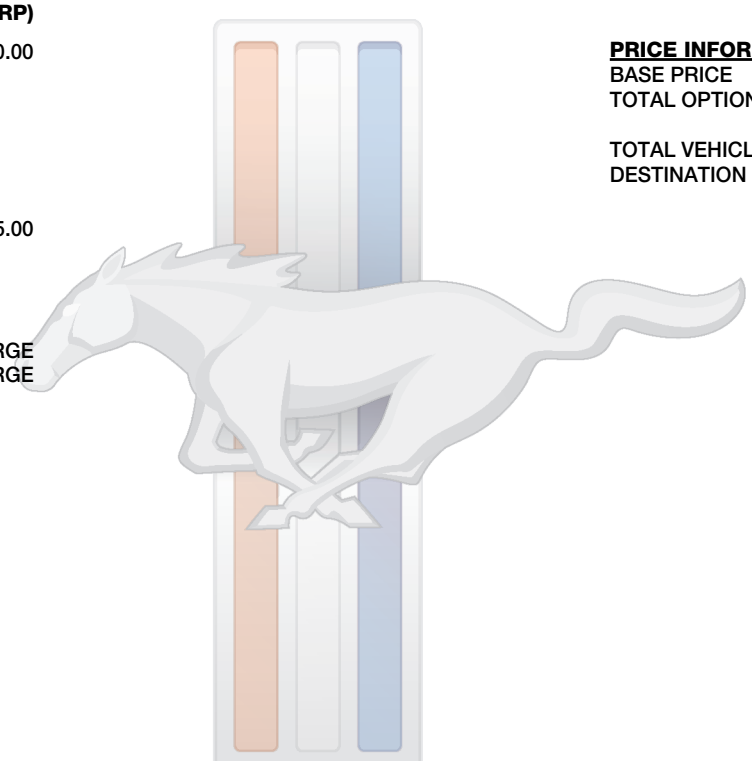 RP)
0.00
5.00
RGE
RGE
PRICE INFOR
BASE PRICE
TOTAL OPTION
TOTAL VEHICL
DESTINATION